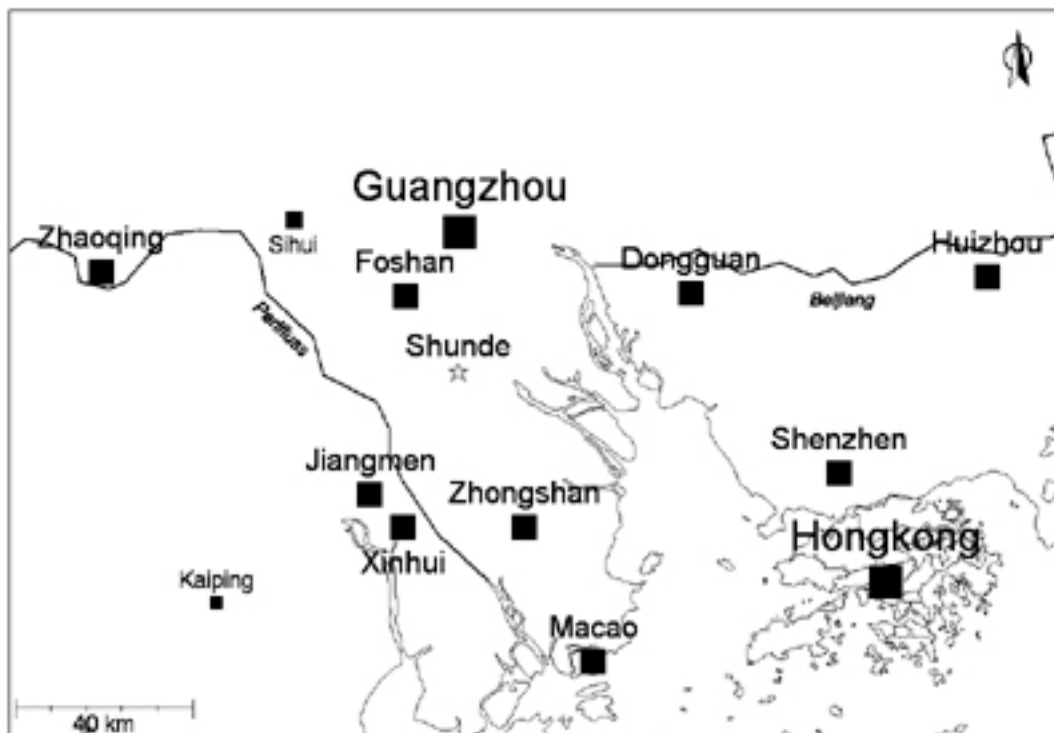 Guangzhou
Zhaoqing
Sihui
Foshan
Dongguan
Huizhou
Beijiang
Perlfluss
Shunde
Jiangmen
Zhongshan
Shenzhen
Xinhui
Hongkong
Kaiping
Macao
40 km